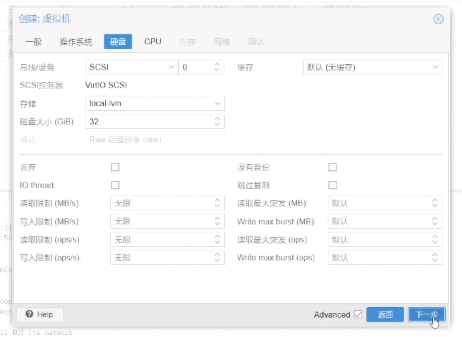 创建: 虚拟机
一般 操作系统 硬盘 CPU 内存 网络 确认
总线/设备: SCSI 0 缓存: 默认 (无缓存)
SCSI控制器: VirtIO SCSI
存储: local-lvm
磁盘大小 (GiB): 32
格式: Raw 磁盘映像 (raw)
丢弃: 没有备份:
IO thread: 跳过复制:
读取限制 (MB/s): 无限 读取最大突发 (MB): 默认
写入限制 (MB/s): 无限 Write max burst (MB): 默认
读取限制 (ops/s): 无限 读取最大突发 (ops): 默认
写入限制 (ops/s): 无限 Write max burst (ops): 默认
Help Advanced 返回 下一步